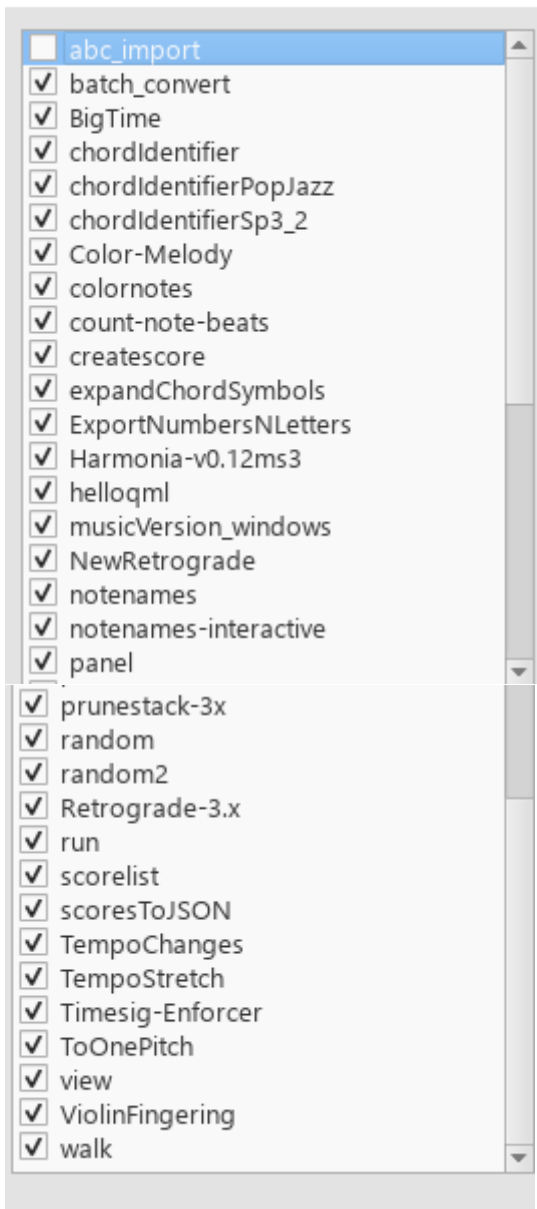 abc_import
batch_convert
BigTime
chordIdentifier
chordIdentifierPopJazz
chordIdentifierSp3_2
Color-Melody
colornotes
count-note-beats
createscore
expandChordSymbols
ExportNumbersNLetters
Harmonia-v0.12ms3
helloqml
musicVersion_windows
NewRetrograde
notenames
notenames-interactive
panel
prunestack-3x
random
random2
Retrograde-3.x
run
scorelist
scoresToJSON
TempoChanges
TempoStretch
Timesig-Enforcer
ToOnePitch
view
ViolinFingering
walk